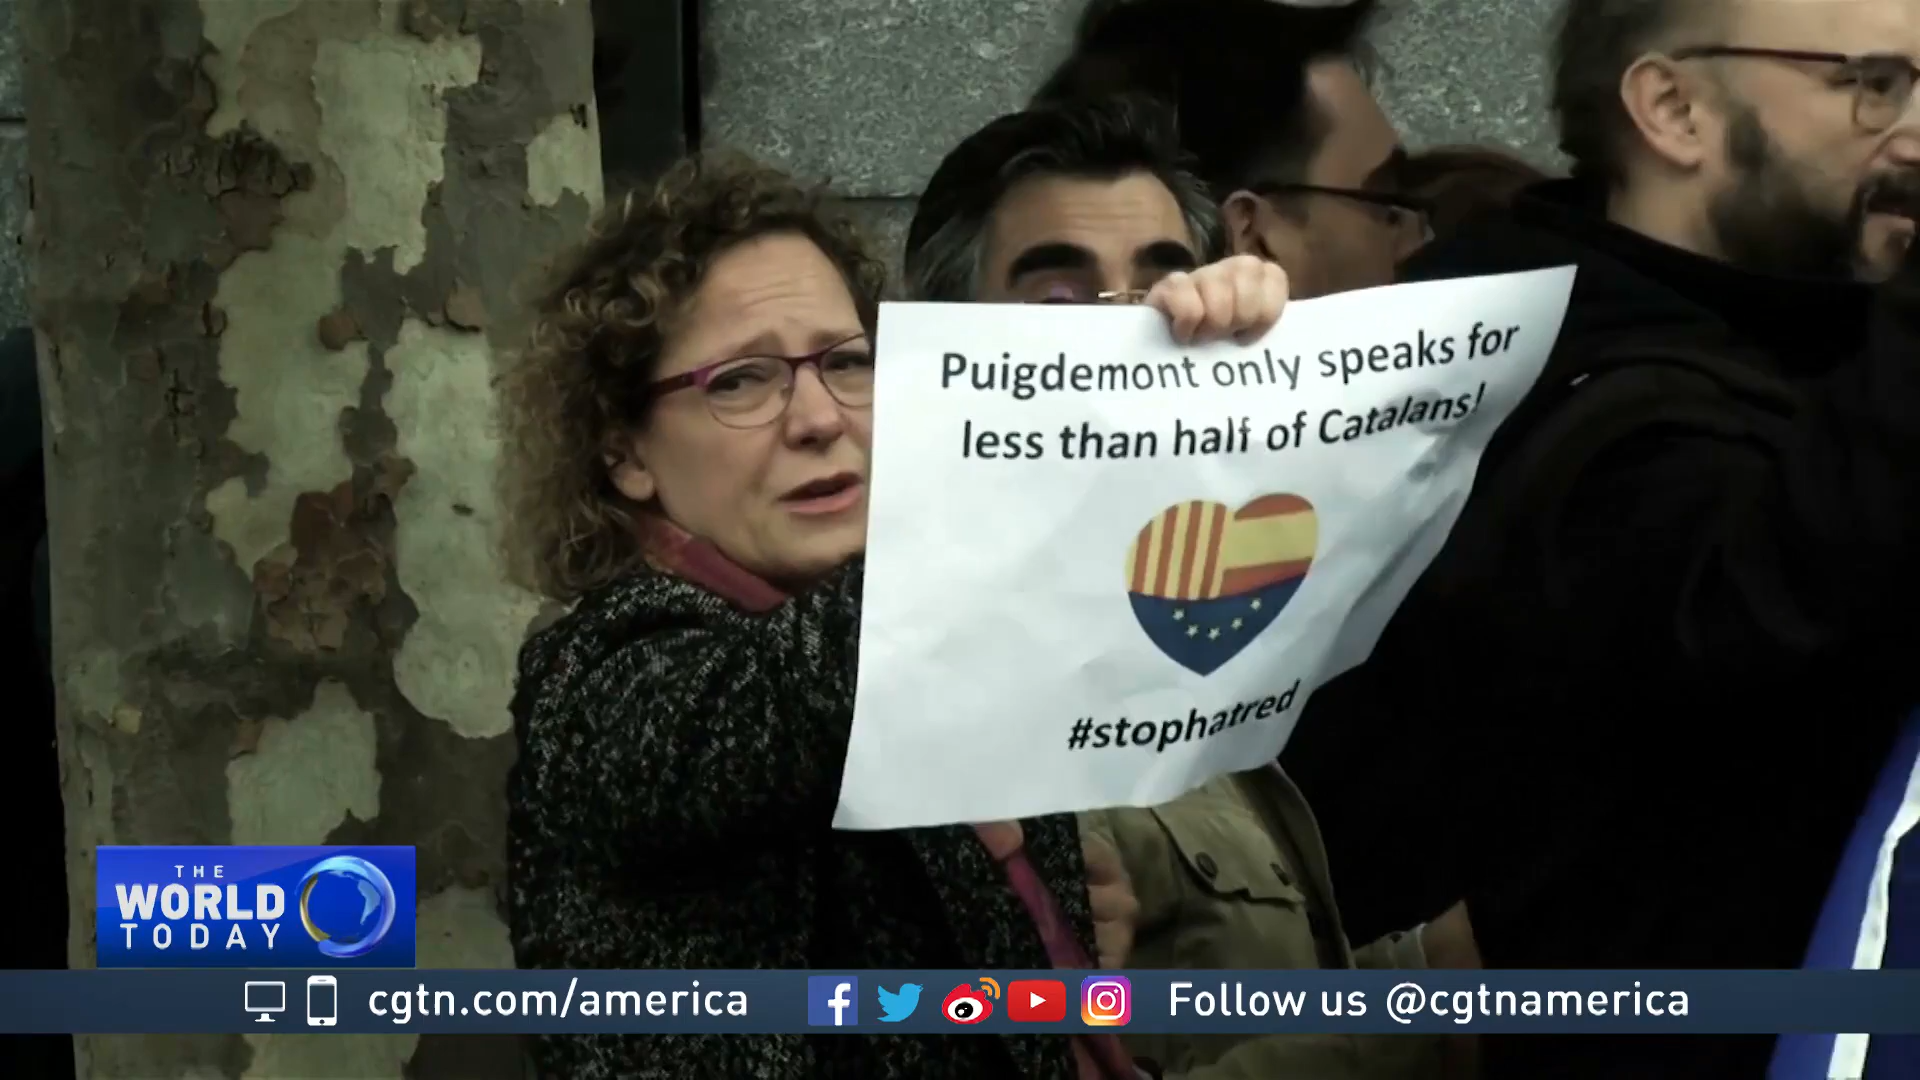 Puigdemont only speaks for
less than half of Catalans!
#stophatred
THE
WORLD
TODAY
cgtn.com/america
Follow us @cgtnamerica